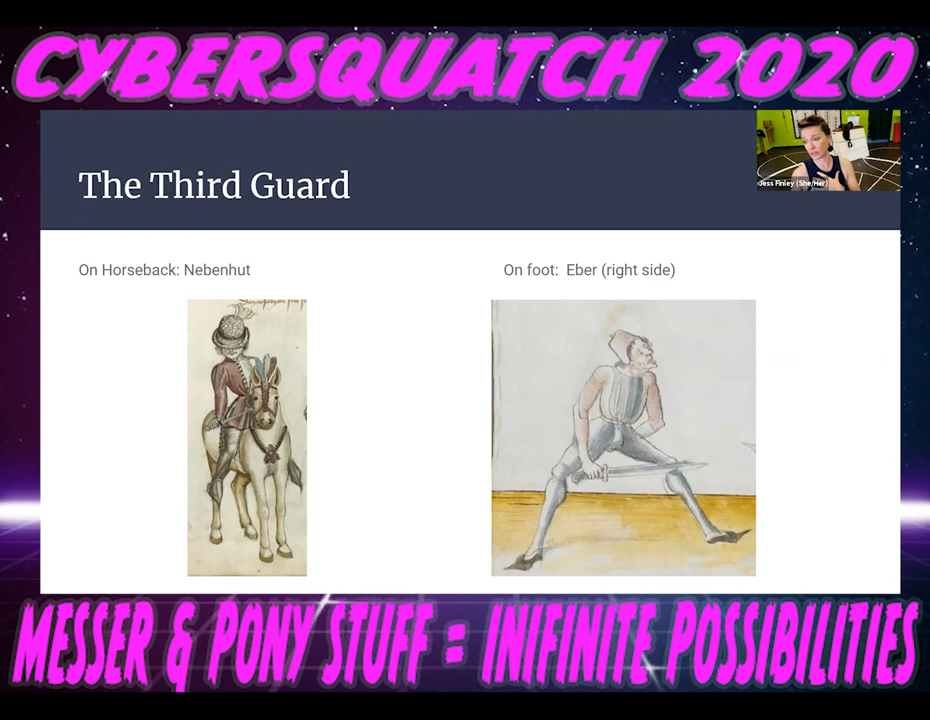 CYBERSQUATCH 2020
The Third Guard
Jess Finley (She/Her)
On Horseback: Nebenhut
On foot: Eber (right side)
MESSER & PONY STUFF = INIFINITE POSSIBILITIES